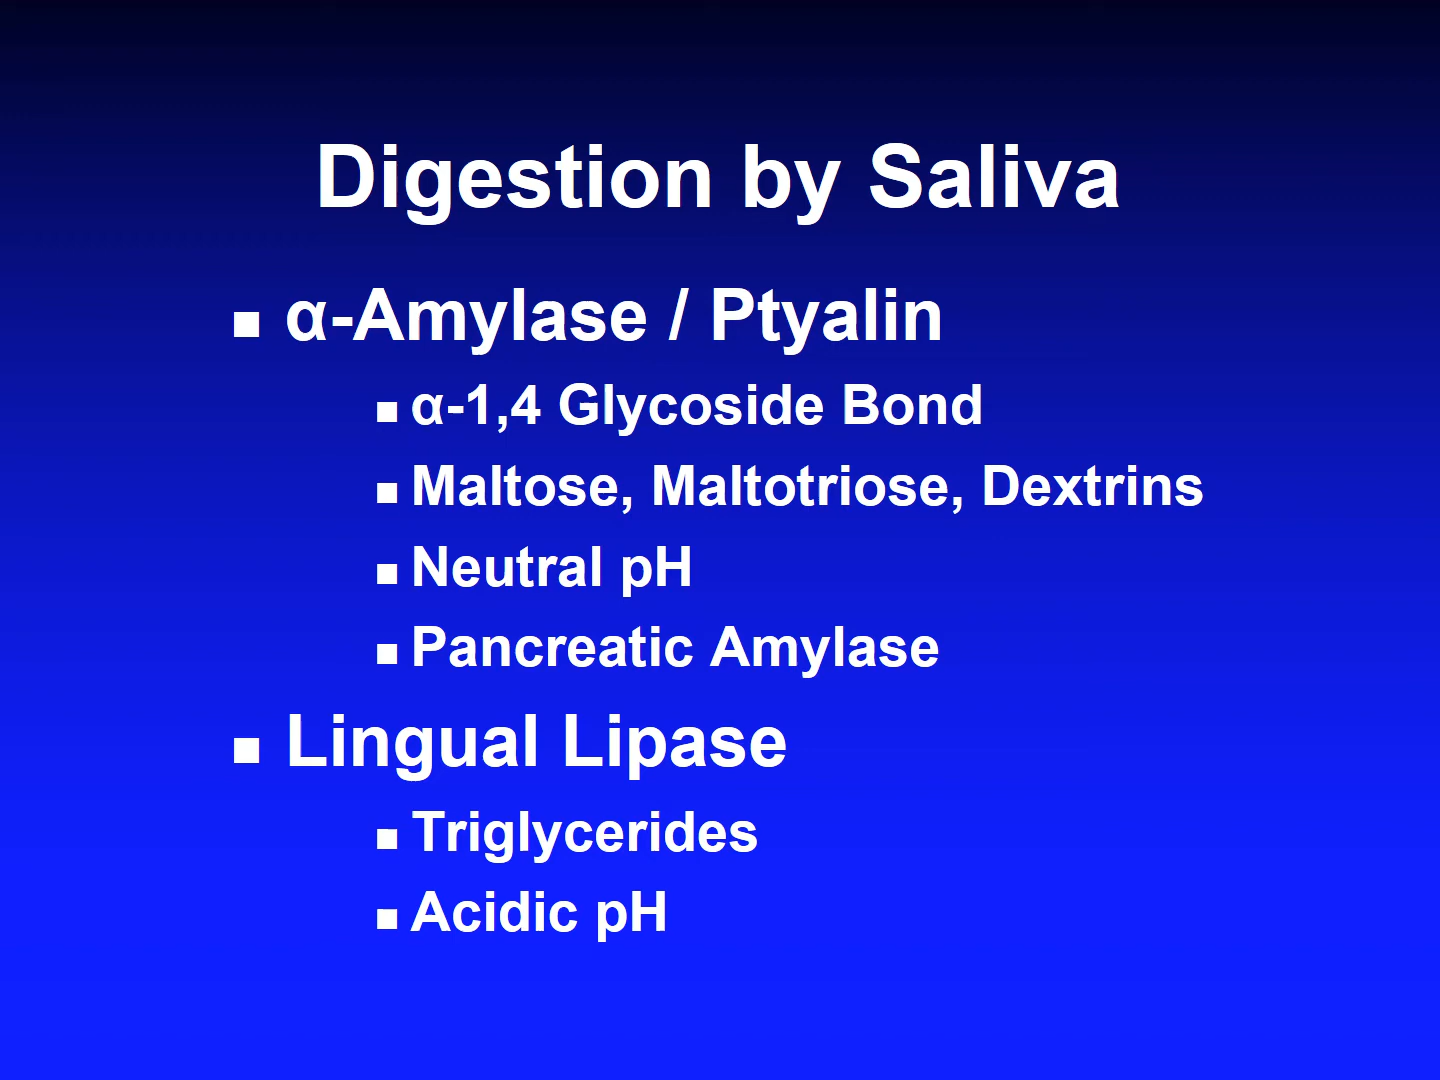 Digestion by Saliva
α-Amylase / Ptyalin
α-1,4 Glycoside Bond
Maltose, Maltotriose, Dextrins
Neutral pH
Pancreatic Amylase
Lingual Lipase
Triglycerides
Acidic pH